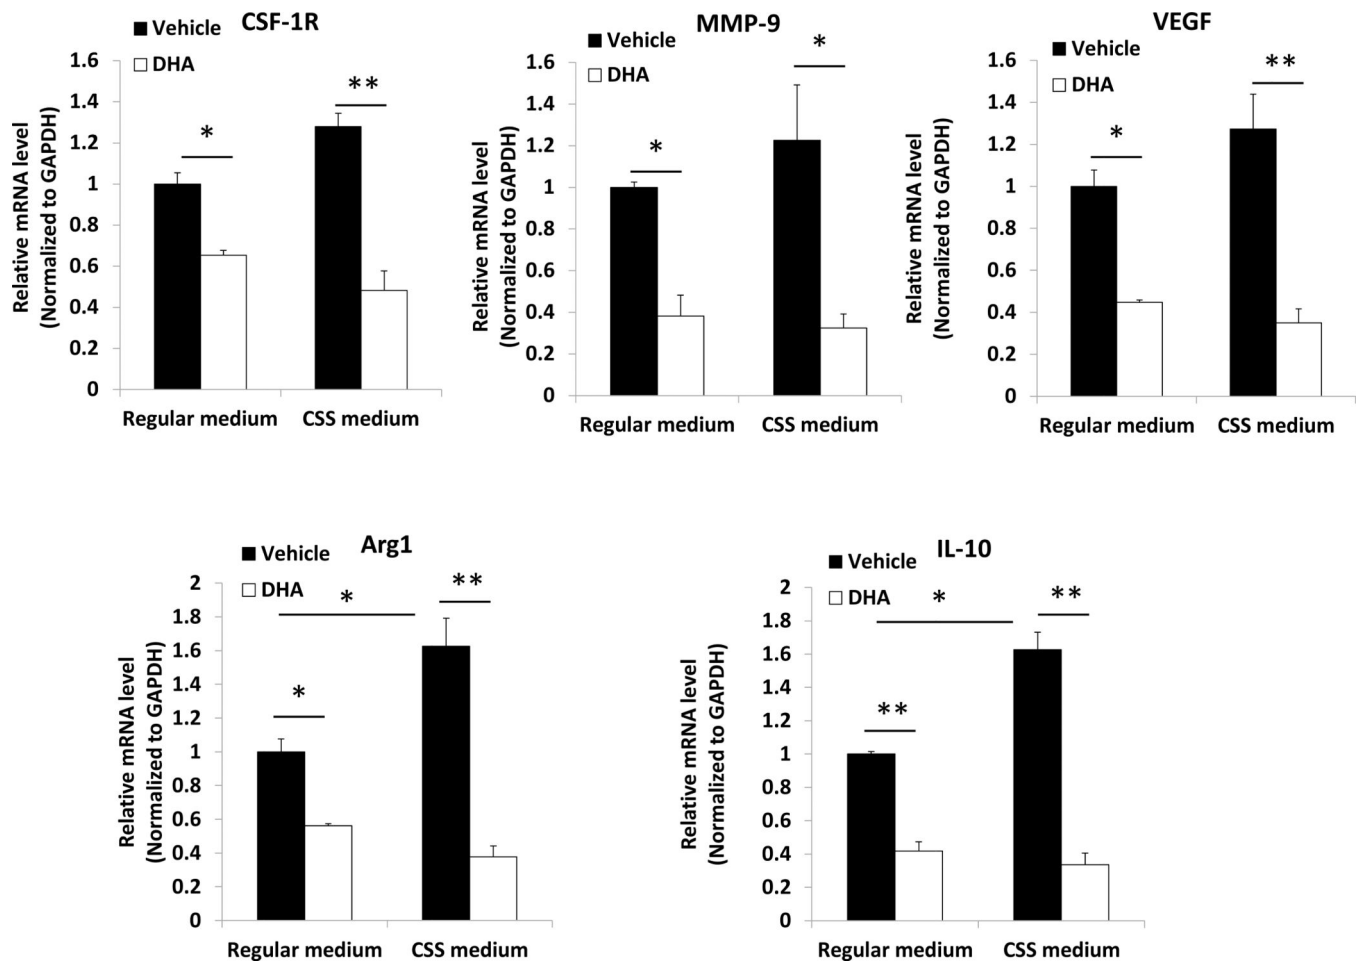 CSF-1R
Vehicle
DHA
Relative mRNA level
(Normalized to GAPDH)
1.6
1.4
1.2
1
0.8
0.6
0.4
0.2
0
*
**
Regular medium
CSS medium
MMP-9
Vehicle
DHA
Relative mRNA level
(Normalized to GAPDH)
1.6
1.4
1.2
1
0.8
0.6
0.4
0.2
0
*
*
Regular medium
CSS medium
VEGF
Vehicle
DHA
Relative mRNA level
(Normalized to GAPDH)
1.6
1.4
1.2
1
0.8
0.6
0.4
0.2
0
*
**
Regular medium
CSS medium
Arg1
Vehicle
DHA
Relative mRNA level
(Normalized to GAPDH)
2
1.8
1.6
1.4
1.2
1
0.8
0.6
0.4
0.2
0
*
*
**
Regular medium
CSS medium
IL-10
Vehicle
DHA
Relative mRNA level
(Normalized to GAPDH)
2
1.8
1.6
1.4
1.2
1
0.8
0.6
0.4
0.2
0
*
**
**
Regular medium
CSS medium